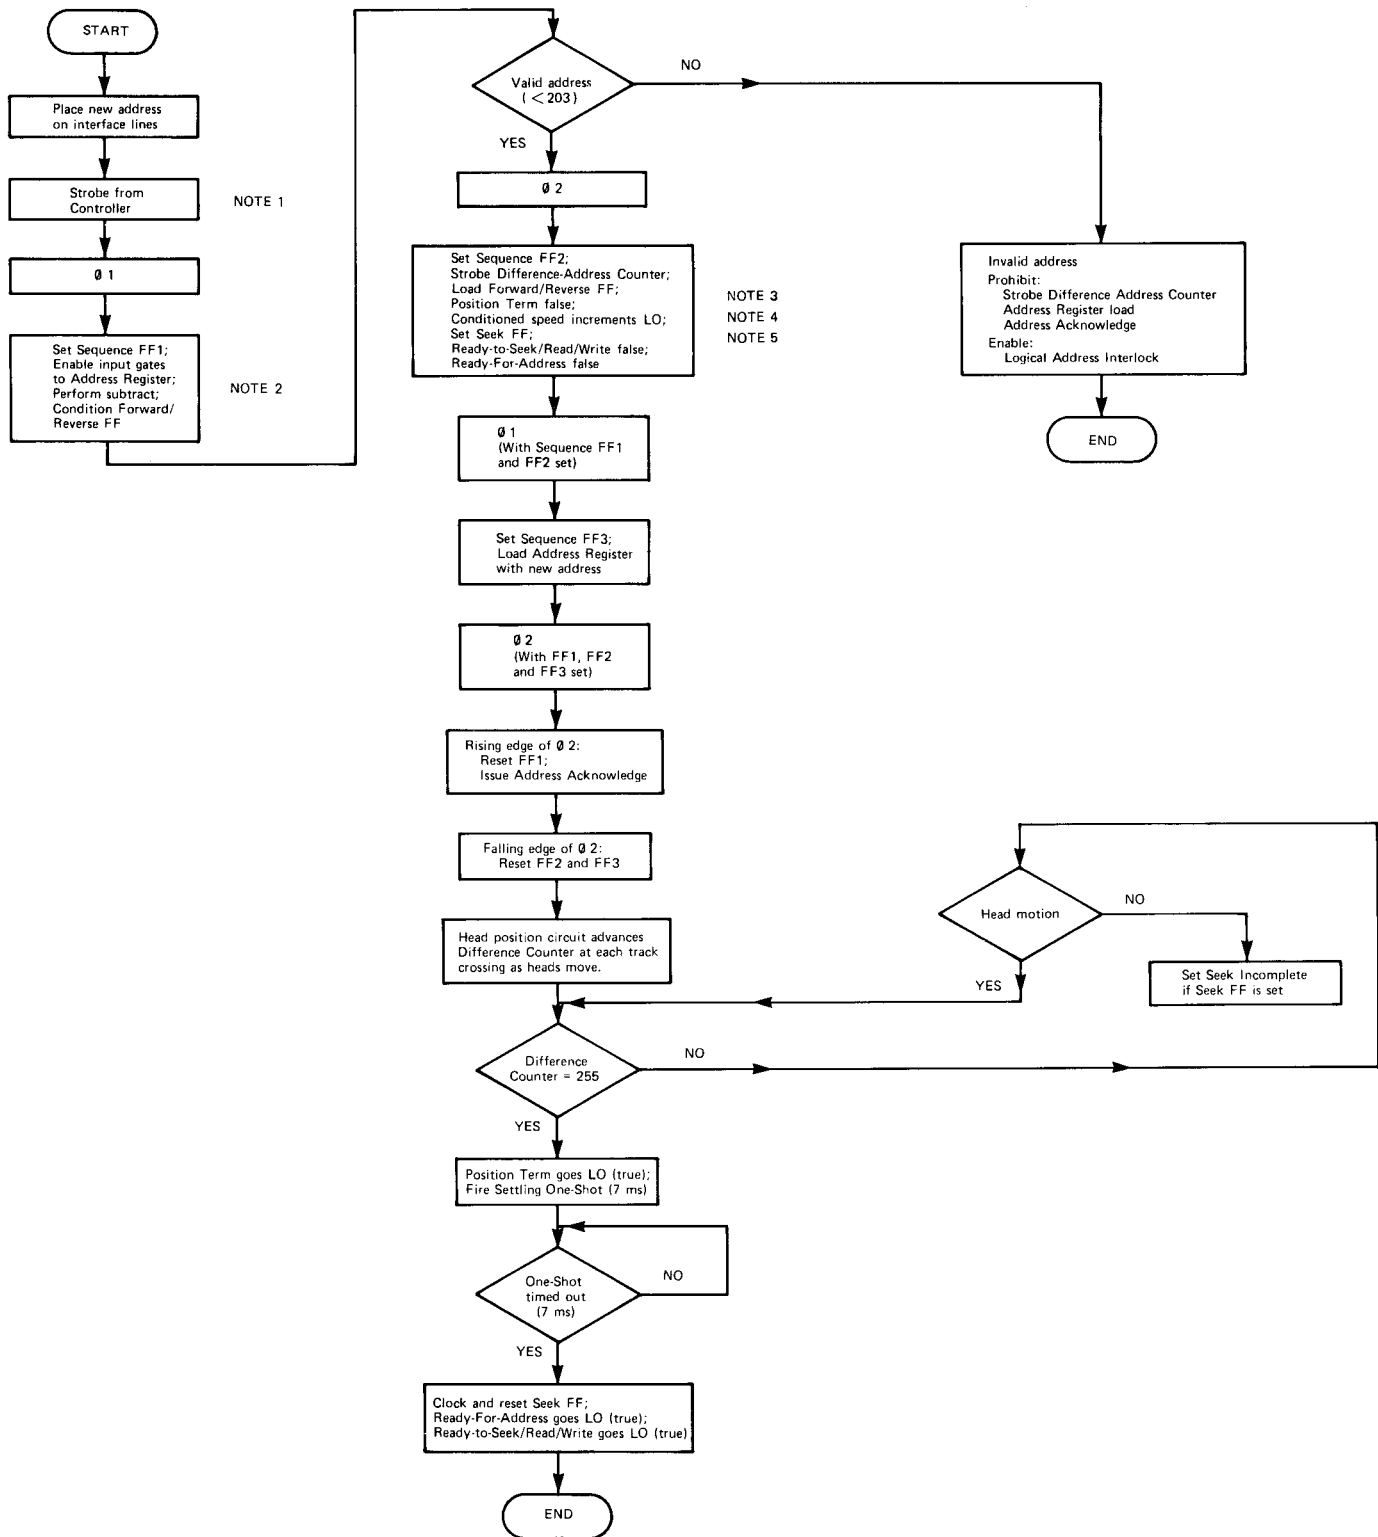 START
Place new address
on interface lines
Strobe from
Controller
NOTE 1
Ø 1
Set Sequence FF1;
Enable input gates
to Address Register;
Perform subtract;
Condition Forward/
Reverse FF
NOTE 2
Valid address
( < 203 )
NO
YES
Ø 2
Set Sequence FF2;
Strobe Difference-Address Counter;
Load Forward/Reverse FF;
Position Term false;
Conditioned speed increments LO;
Set Seek FF;
Ready-to-Seek/Read/Write false;
Ready-For-Address false
NOTE 3
NOTE 4
NOTE 5
Invalid address
Prohibit:
Strobe Difference Address Counter
Address Register load
Address Acknowledge
Enable:
Logical Address Interlock
END
Ø 1
(With Sequence FF1
and FF2 set)
Set Sequence FF3;
Load Address Register
with new address
Ø 2
(With FF1, FF2
and FF3 set)
Rising edge of Ø 2:
Reset FF1;
Issue Address Acknowledge
Falling edge of Ø 2:
Reset FF2 and FF3
Head position circuit advances
Difference Counter at each track
crossing as heads move.
Head motion
NO
YES
Set Seek Incomplete
if Seek FF is set
Difference
Counter = 255
NO
YES
Position Term goes LO (true);
Fire Settling One-Shot (7 ms)
One-Shot
timed out
(7 ms)
NO
YES
Clock and reset Seek FF;
Ready-For-Address goes LO (true);
Ready-to-Seek/Read/Write goes LO (true)
END